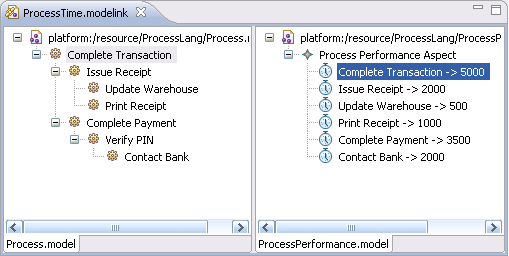 ProcessTime.modelink
platform:/resource/ProcessLang/Process.r
Complete Transaction
Issue Receipt
Update Warehouse
Print Receipt
Complete Payment
Verify PIN
Contact Bank
Process.model
platform:/resource/ProcessLang/ProcessP
Process Performance Aspect
Complete Transaction -> 5000
Issue Receipt -> 2000
Update Warehouse -> 500
Print Receipt -> 1000
Complete Payment -> 3500
Contact Bank -> 2000
ProcessPerformance.model